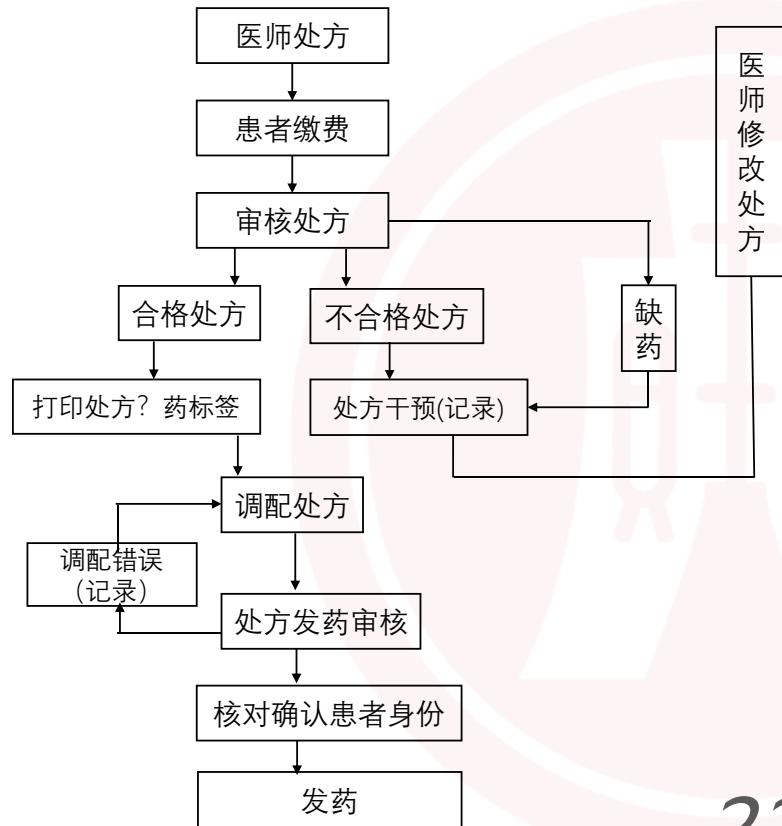 医师处方
患者缴费
审核处方
合格处方
不合格处方
缺
药
医
师
修
改
处
方
打印处方？药标签
处方干预(记录)
调配处方
调配错误
（记录）
处方发药审核
核对确认患者身份
发药